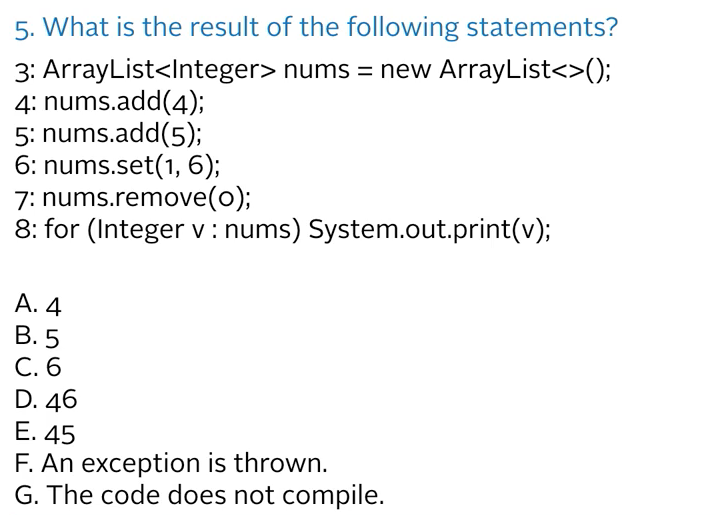 5. What is the result of the following statements?
3: ArrayList<Integer> nums = new ArrayList<>();
4: nums.add(4);
5: nums.add(5);
6: nums.set(1, 6);
7: nums.remove(0);
8: for (Integer v : nums) System.out.print(v);
A. 4
B. 5
C. 6
D. 46
E. 45
F. An exception is thrown.
G. The code does not compile.